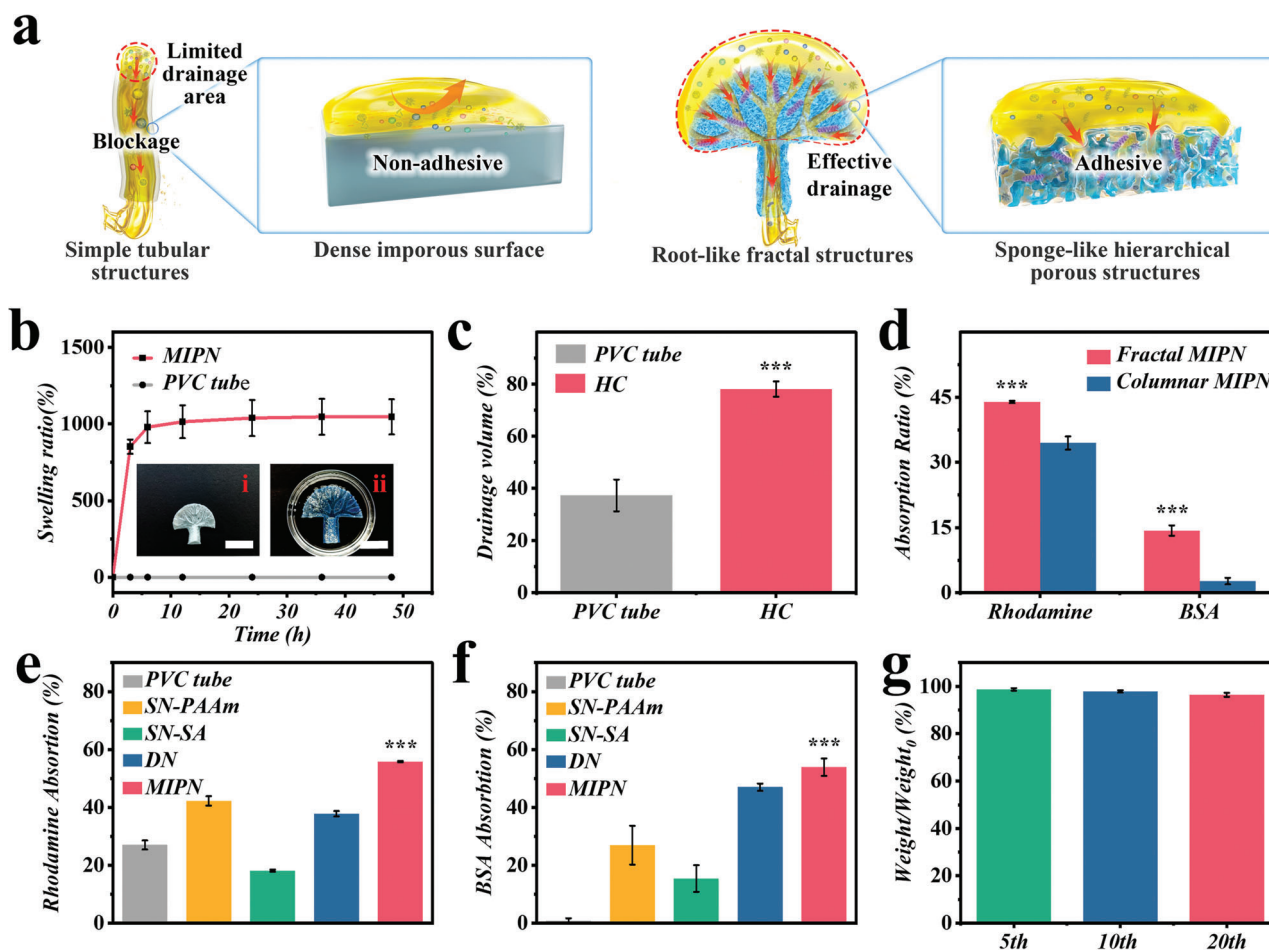 a
Limited
drainage
area
Blockage
Non-adhesive
Simple tubular
structures
Dense imporous surface
Effective
drainage
Adhesive
Root-like fractal structures
Sponge-like hierarchical
porous structures
b
Swelling ratio(%)
1500
1000
500
0
MIPN
PVC tube
i
ii
0 10 20 30 40 50
Time (h)
c
Drainage volume (%)
80
60
40
20
0
PVC tube
HC
***
PVC tube HC
d
Absorption Ratio (%)
45
30
15
0
Fractal MIPN
Columnar MIPN
***
***
Rhodamine BSA
e
Rhodamine Absortion (%)
80
60
40
20
0
PVC tube
SN-PAAm
SN-SA
DN
MIPN
***
f
BSA Absorbtion (%)
80
60
40
20
0
PVC tube
SN-PAAm
SN-SA
DN
MIPN
***
g
Weight/Weight0 (%)
100
80
60
40
20
0
5th 10th 20th